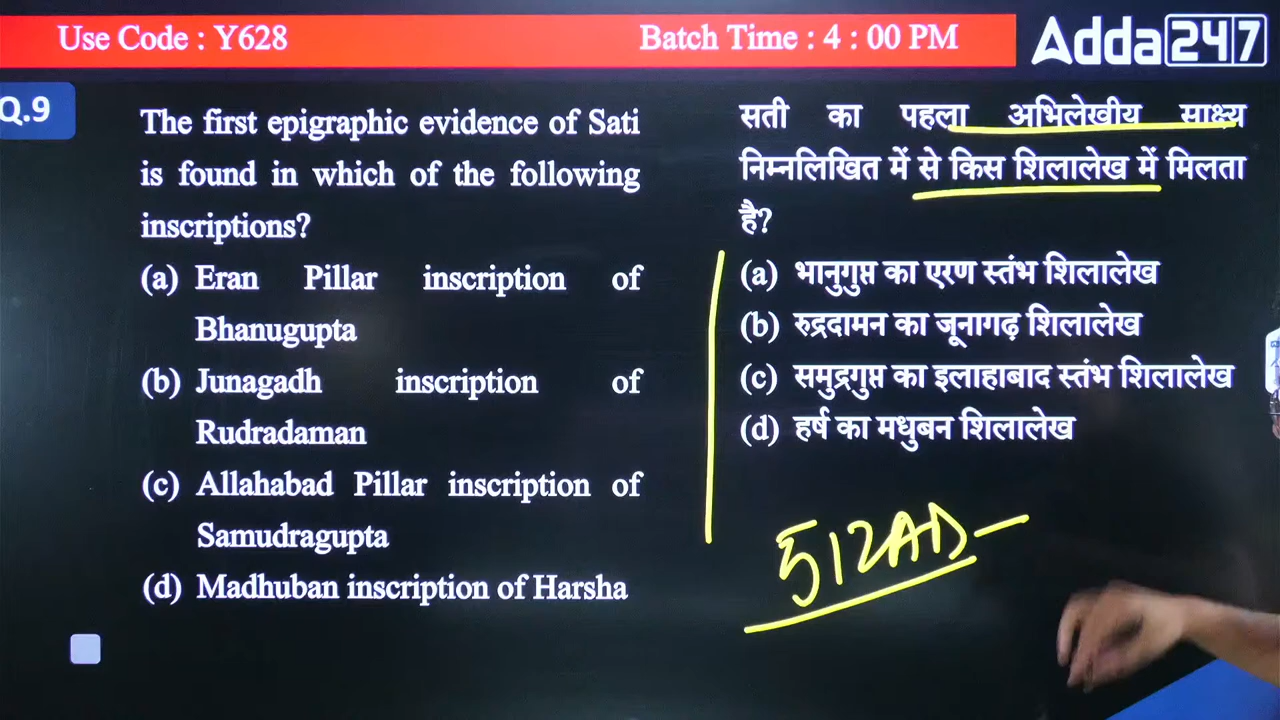 Use Code : Y628
Batch Time : 4 : 00 PM
Adda247
Q.9
The first epigraphic evidence of Sati
is found in which of the following
inscriptions?
(a) Eran Pillar inscription of
Bhanugupta
(b) Junagadh inscription of
Rudradaman
(c) Allahabad Pillar inscription of
Samudragupta
(d) Madhuban inscription of Harsha
सती का पहला अभिलेखीय साक्ष्य
निम्नलिखित में से किस शिलालेख में मिलता
है?
(a) भानुगुप्त का एरण स्तंभ शिलालेख
(b) रुद्रदामन का जूनागढ़ शिलालेख
(c) समुद्रगुप्त का इलाहाबाद स्तंभ शिलालेख
(d) हर्ष का मधुबन शिलालेख
512AD-